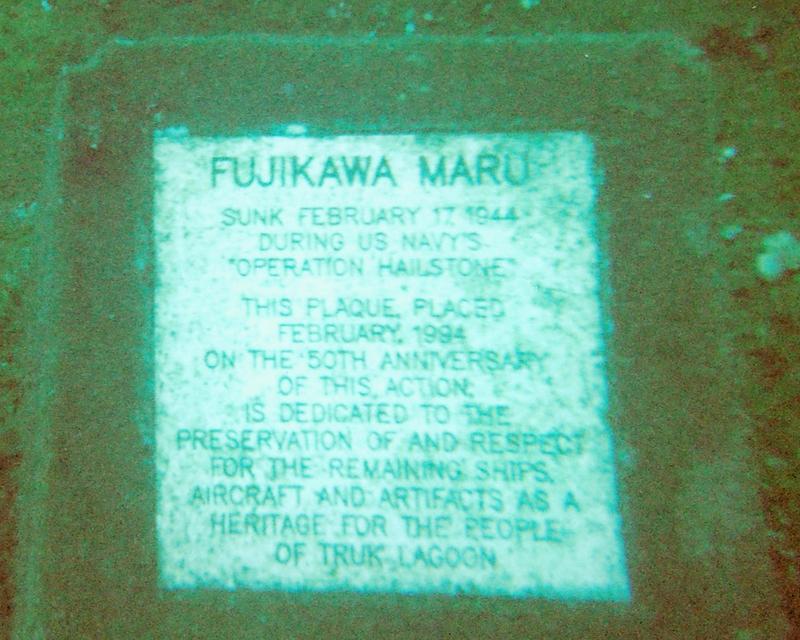 FUJIKAWA MARU
SUNK FEBRUARY 17, 1944
DURING US NAVY'S
"OPERATION HAILSTONE"
THIS PLAQUE, PLACED
FEBRUARY, 1994
ON THE 50TH ANNIVERSARY
OF THIS ACTION,
IS DEDICATED TO THE
PRESERVATION OF AND RESPECT
FOR THE REMAINING SHIPS,
AIRCRAFT AND ARTIFACTS AS A
HERITAGE FOR THE PEOPLE
OF TRUK LAGOON